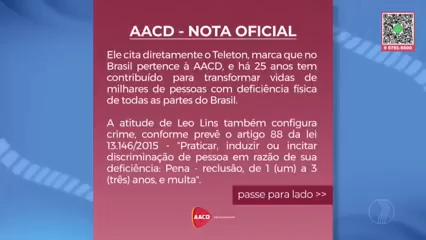 AACD - NOTA OFICIAL
Ele cita diretamente o Teleton, marca que no
Brasil pertence à AACD, e há 25 anos tem
contribuído para transformar vidas de
milhares de pessoas com deficiência física
de todas as partes do Brasil.
A atitude de Leo Lins também configura
crime, conforme prevê o artigo 88 da lei
13.146/2015 - "Praticar, induzir ou incitar
discriminação de pessoa em razão de sua
deficiência: Pena - reclusão, de 1 (um) a 3
(três) anos, e multa".
passe para lado >>
AACD